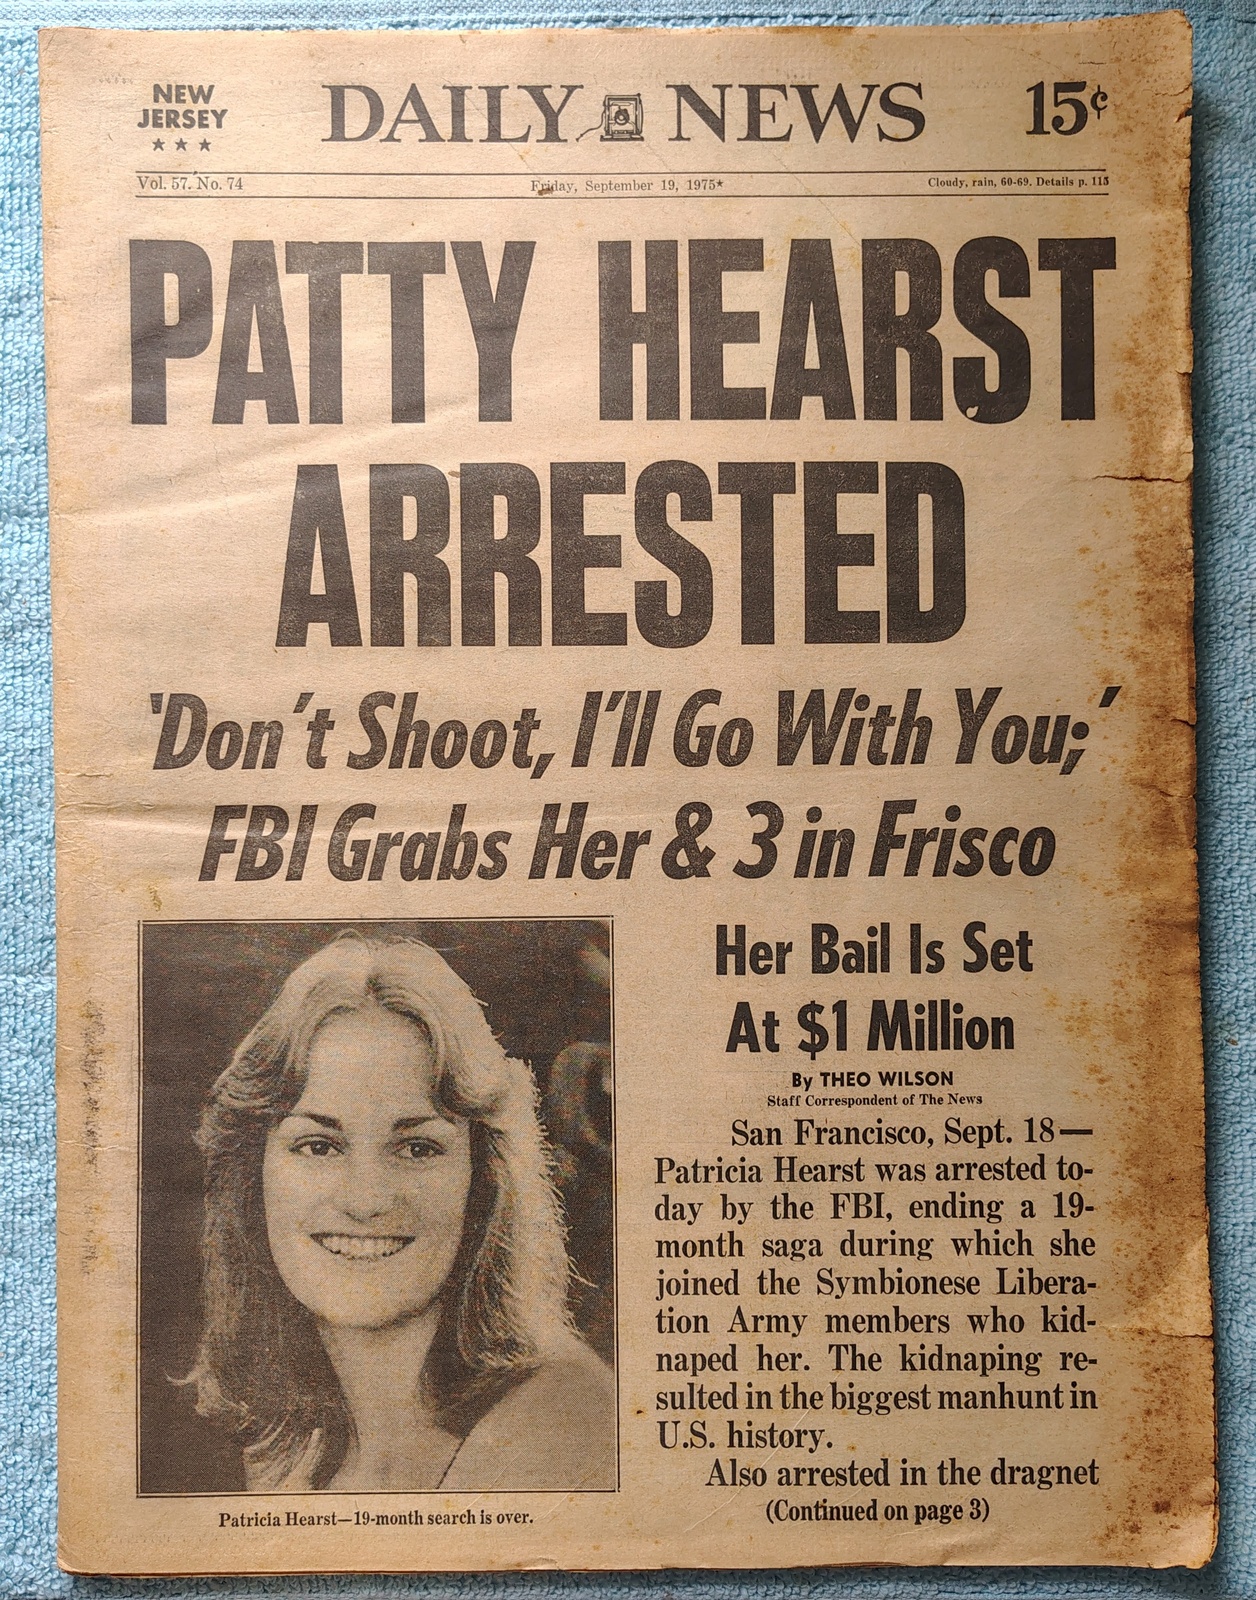 NEW
JERSEY
★ ★ ★
DAILY NEWS
15¢
Vol. 57. No. 74
Friday, September 19, 1975★
Cloudy, rain, 60-69. Details p. 113
PATTY HEARST
ARRESTED
'Don't Shoot, I'll Go With You;'
FBI Grabs Her & 3 in Frisco
Her Bail Is Set
At $1 Million
By THEO WILSON
Staff Correspondent of The News
San Francisco, Sept. 18—
Patricia Hearst was arrested to-
day by the FBI, ending a 19-
month saga during which she
joined the Symbionese Libera-
tion Army members who kid-
naped her. The kidnaping re-
sulted in the biggest manhunt in
U.S. history.
Also arrested in the dragnet
(Continued on page 3)
Patricia Hearst—19-month search is over.